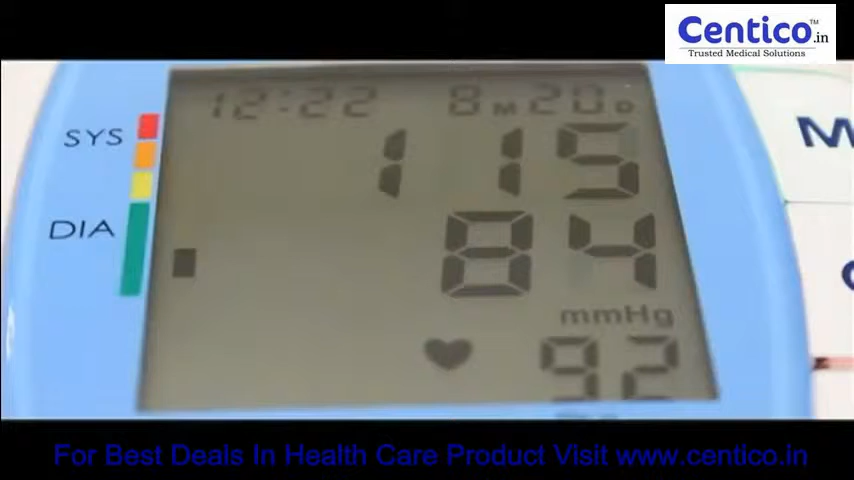 Centico™.in
Trusted Medical Solutions
12:22 8M20D
SYS 115
DIA 84
mmHg
92
For Best Deals In Health Care Product Visit www.centico.in